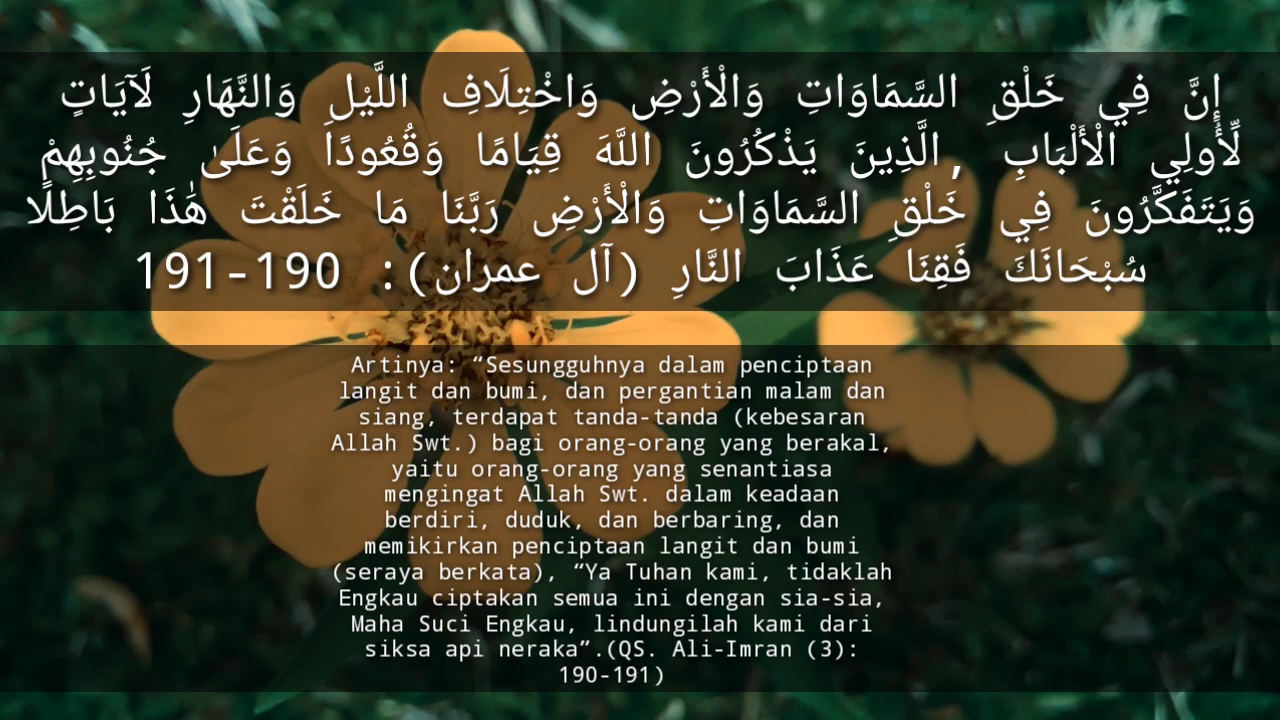 إِنَّ فِي خَلْقِ السَّمَاوَاتِ وَالْأَرْضِ وَاخْتِلَافِ اللَّيْلِ وَالنَّهَارِ لَآيَاتٍ
لِّأُولِي الْأَلْبَابِ , الَّذِينَ يَذْكُرُونَ اللَّهَ قِيَامًا وَقُعُودًا وَعَلَىٰ جُنُوبِهِمْ
وَيَتَفَكَّرُونَ فِي خَلْقِ السَّمَاوَاتِ وَالْأَرْضِ رَبَّنَا مَا خَلَقْتَ هَٰذَا بَاطِلًا
سُبْحَانَكَ فَقِنَا عَذَابَ النَّارِ (آل عمران): 190-191
Artinya: “Sesungguhnya dalam penciptaan
langit dan bumi, dan pergantian malam dan
siang, terdapat tanda-tanda (kebesaran
Allah Swt.) bagi orang-orang yang berakal,
yaitu orang-orang yang senantiasa
mengingat Allah Swt. dalam keadaan
berdiri, duduk, dan berbaring, dan
memikirkan penciptaan langit dan bumi
(seraya berkata), “Ya Tuhan kami, tidaklah
Engkau ciptakan semua ini dengan sia-sia,
Maha Suci Engkau, lindungilah kami dari
siksa api neraka”.(QS. Ali-Imran (3):
190-191)